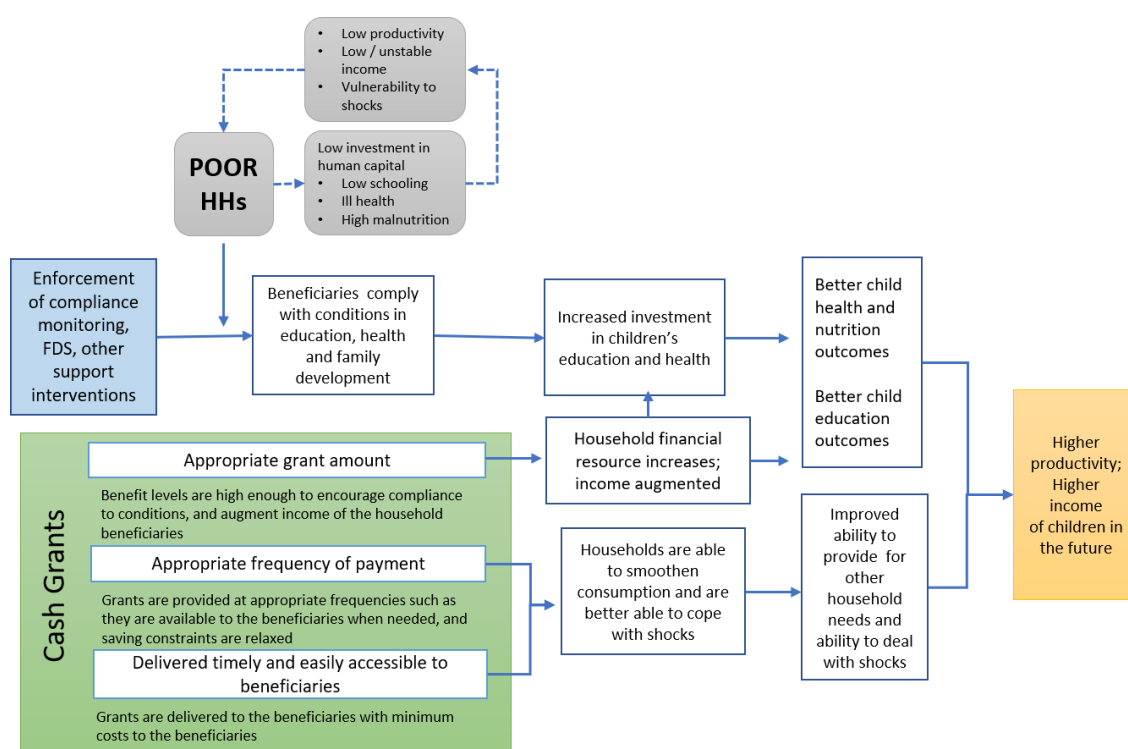 • Low productivity
• Low / unstable
income
• Vulnerability to
shocks
POOR
HHs
Low investment in
human capital
• Low schooling
• Ill health
• High malnutrition
Enforcement
of compliance
monitoring,
FDS, other
support
interventions
Beneficiaries comply
with conditions in
education, health
and family
development
Increased investment
in children's
education and health
Better child
health and
nutrition
outcomes
Better child
education
outcomes
Cash Grants
Appropriate grant amount
Benefit levels are high enough to encourage compliance
to conditions, and augment income of the household
beneficiaries
Appropriate frequency of payment
Grants are provided at appropriate frequencies such as
they are available to the beneficiaries when needed, and
saving constraints are relaxed
Delivered timely and easily accessible to
beneficiaries
Grants are delivered to the beneficiaries with minimum
costs to the beneficiaries
Household financial
resource increases;
income augmented
Households are able
to smoothen
consumption and are
better able to cope
with shocks
Improved
ability to
provide for
other
household
needs and
ability to deal
with shocks
Higher
productivity;
Higher
income
of children in
the future